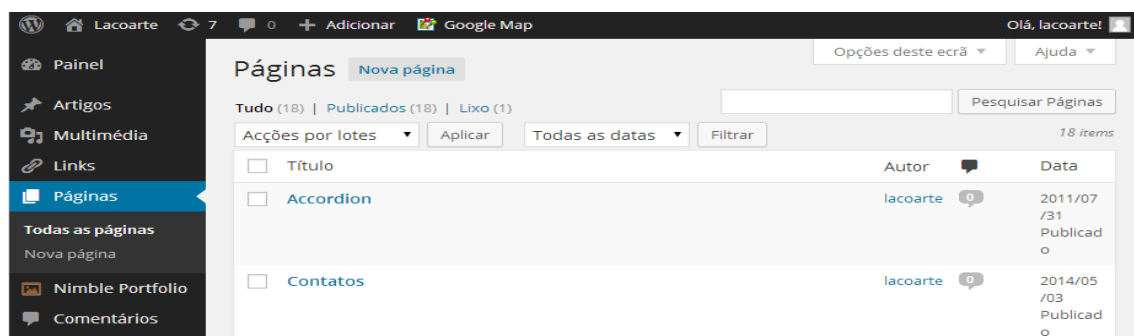 Lacoarte 7 0 + Adicionar Google Map Olá, lacoarte!
Painel
Artigos
Multimédia
Links
Páginas
Todas as páginas
Nova página
Nimble Portfolio
Comentários
Opções deste ecrã Ajuda
Páginas Nova página
Tudo (18) | Publicados (18) | Lixo (1)
Pesquisar Páginas
Acções por lotes Aplicar Todas as datas Filtrar 18 items
Título Autor Data
Accordion lacoarte 0 2011/07
/31
Publicad
o
Contatos lacoarte 0 2014/05
/03
Publicad
o